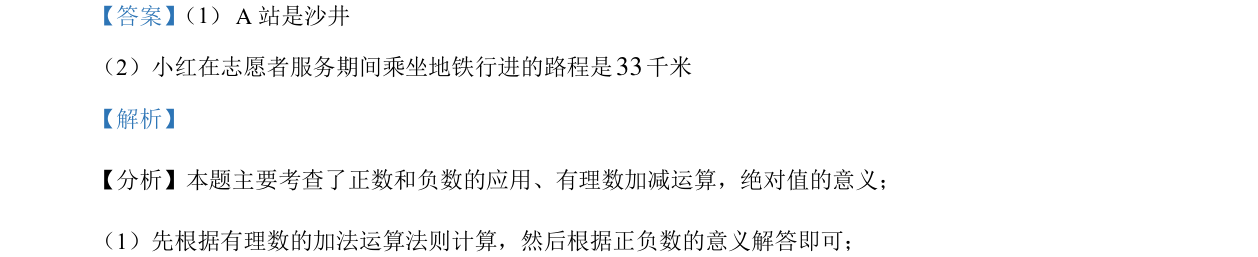 【答案】（1） A 站是沙井
（2）小红在志愿者服务期间乘坐地铁行进的路程是33千米
【解析】
【分析】本题主要考查了正数和负数的应用、有理数加减运算，绝对值的意义；
（1）先根据有理数的加法运算法则计算，然后根据正负数的意义解答即可；